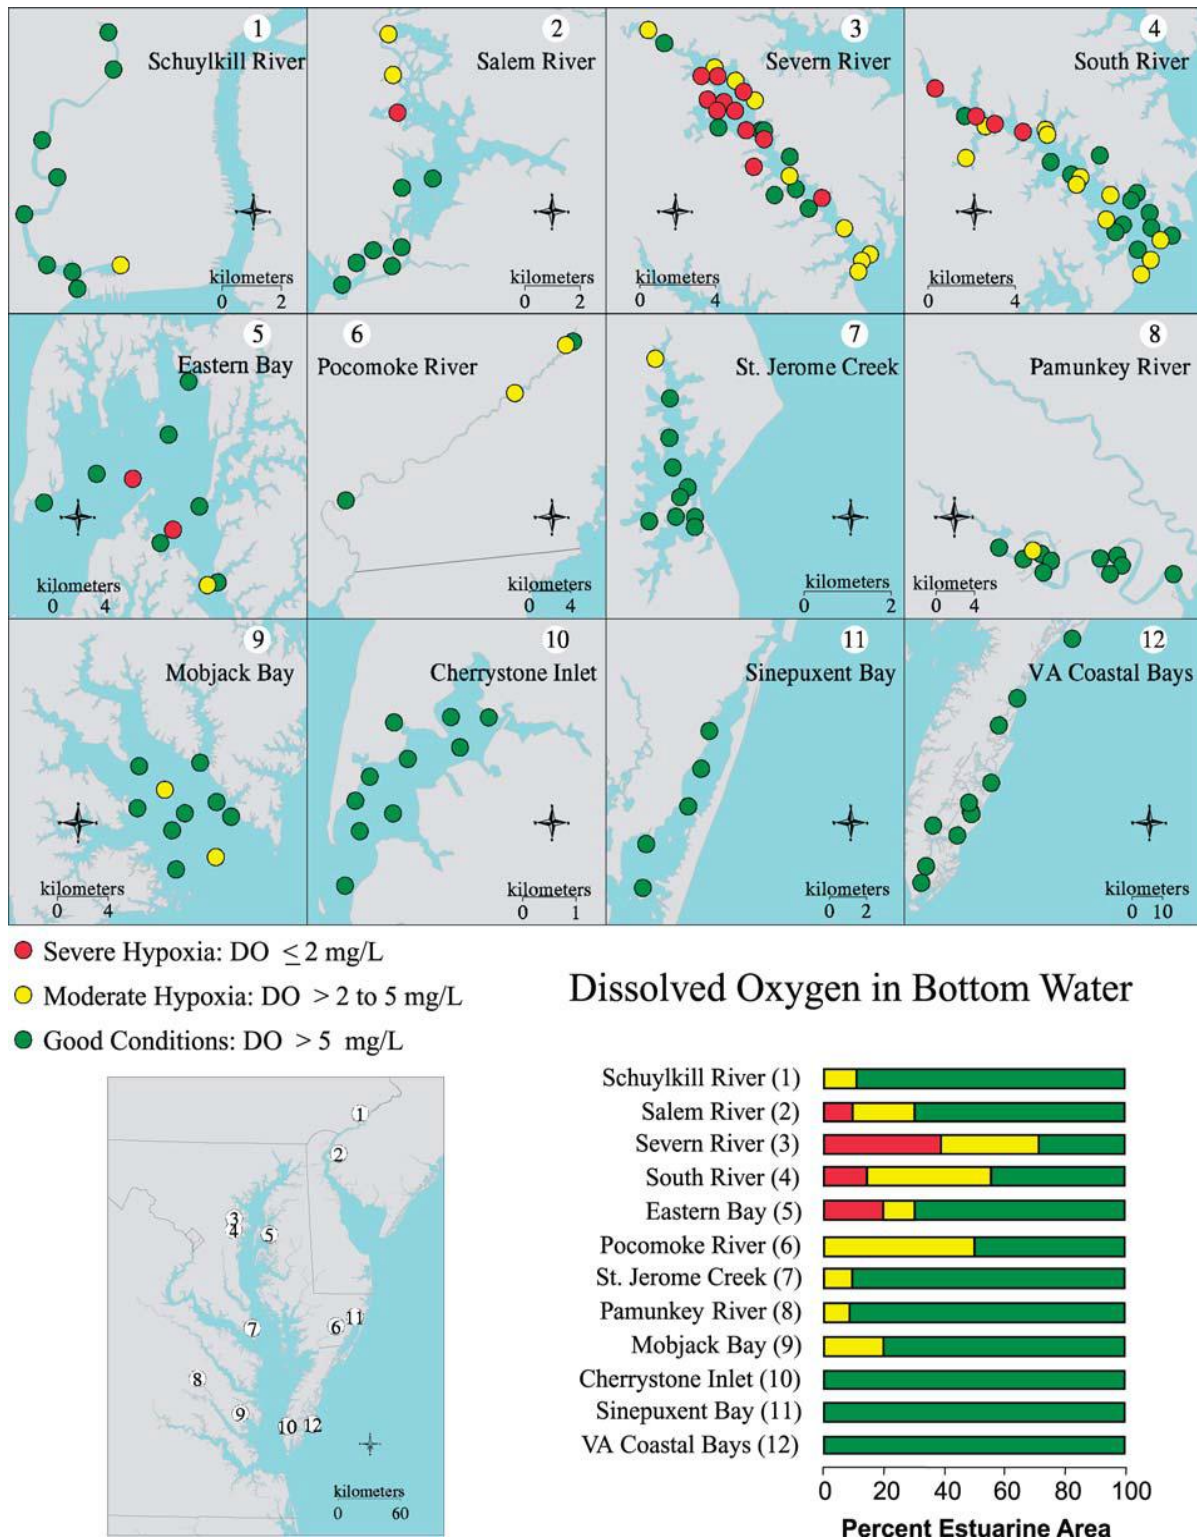 1
Schuylkill River
kilometers
0 2
2
Salem River
kilometers
0 2
3
Severn River
kilometers
0 4
4
South River
kilometers
0 4
5
Eastern Bay
kilometers
0 4
6
Pocomoke River
kilometers
0 4
7
St. Jerome Creek
kilometers
0 2
8
Pamunkey River
kilometers
0 4
9
Mobjack Bay
kilometers
0 4
10
Cherrystone Inlet
kilometers
0 1
11
Sinepuxent Bay
kilometers
0 2
12
VA Coastal Bays
kilometers
0 10
Severe Hypoxia: DO ≤ 2 mg/L
Moderate Hypoxia: DO > 2 to 5 mg/L
Good Conditions: DO > 5 mg/L
1
2
3
4
5
6
11
7
8
9
10
12
kilometers
0 60
Dissolved Oxygen in Bottom Water
Schuylkill River (1)
Salem River (2)
Severn River (3)
South River (4)
Eastern Bay (5)
Pocomoke River (6)
St. Jerome Creek (7)
Pamunkey River (8)
Mobjack Bay (9)
Cherrystone Inlet (10)
Sinepuxent Bay (11)
VA Coastal Bays (12)
0 20 40 60 80 100
Percent Estuarine Area